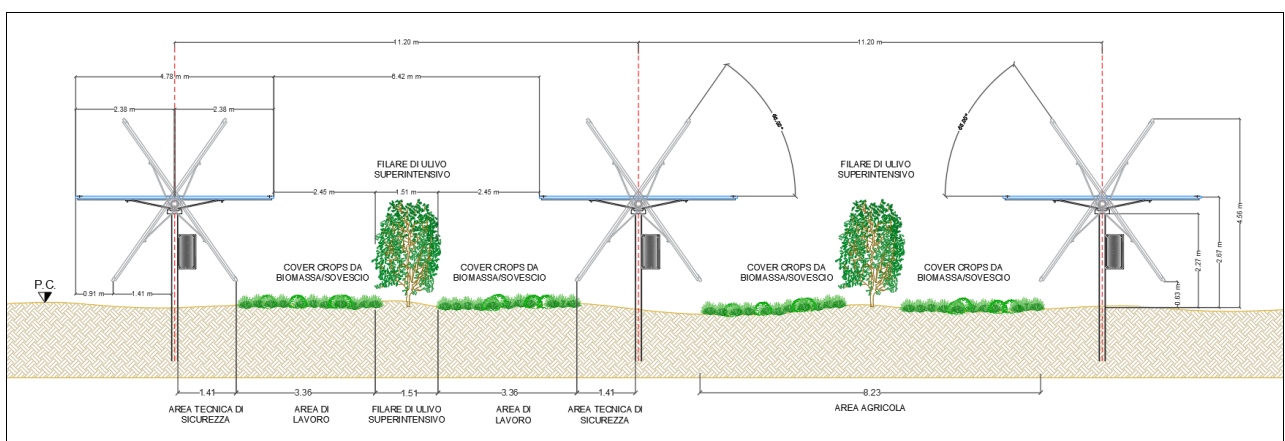 11.20 m
11.20 m
4.78 m m
6.42 m m
2.38 m
2.38 m
FILARE DI ULIVO
SUPERINTENSIVO
FILARE DI ULIVO
SUPERINTENSIVO
2.45 m
1.51 m
2.45 m
4.56 m
2.67 m
2.27 m
0.63 m
COVER CROPS DA
BIOMASSA/SOVESCIO
COVER CROPS DA
BIOMASSA/SOVESCIO
COVER CROPS DA
BIOMASSA/SOVESCIO
COVER CROPS DA
BIOMASSA/SOVESCIO
P.C.
0.91 m
1.41 m
1.41
3.36
1.51
3.36
1.41
8.23
AREA TECNICA DI
SICUREZZA
AREA DI
LAVORO
FILARE DI ULIVO
SUPERINTENSIVO
AREA DI
LAVORO
AREA TECNICA DI
SICUREZZA
AREA AGRICOLA